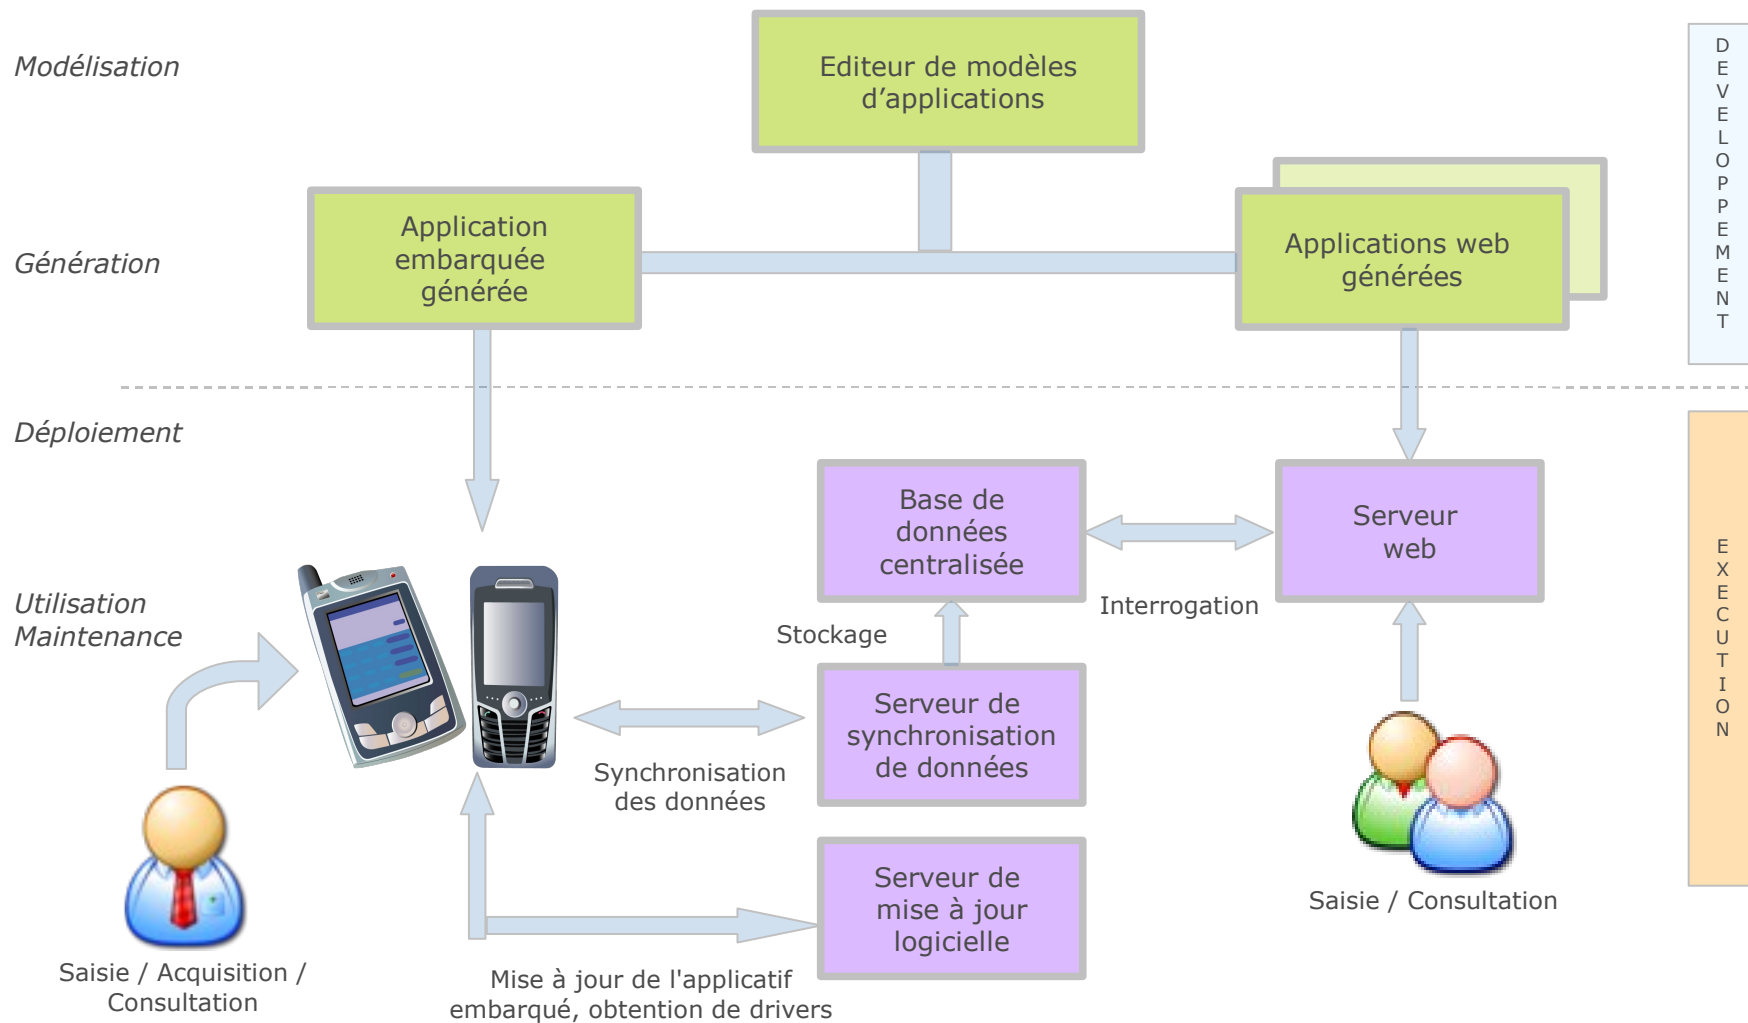 Modélisation
Editeur de modèles
d’applications
DEVELOPPEMENT
Génération
Application
embarquée
générée
Applications web
générées
Déploiement
Base de
données
centralisée
Serveur
web
Interrogation
EXECUTION
Utilisation
Maintenance
Stockage
Serveur de
synchronisation
de données
Synchronisation
des données
Serveur de
mise à jour
logicielle
Saisie / Consultation
Saisie / Acquisition /
Consultation
Mise à jour de l'applicatif
embarqué, obtention de drivers